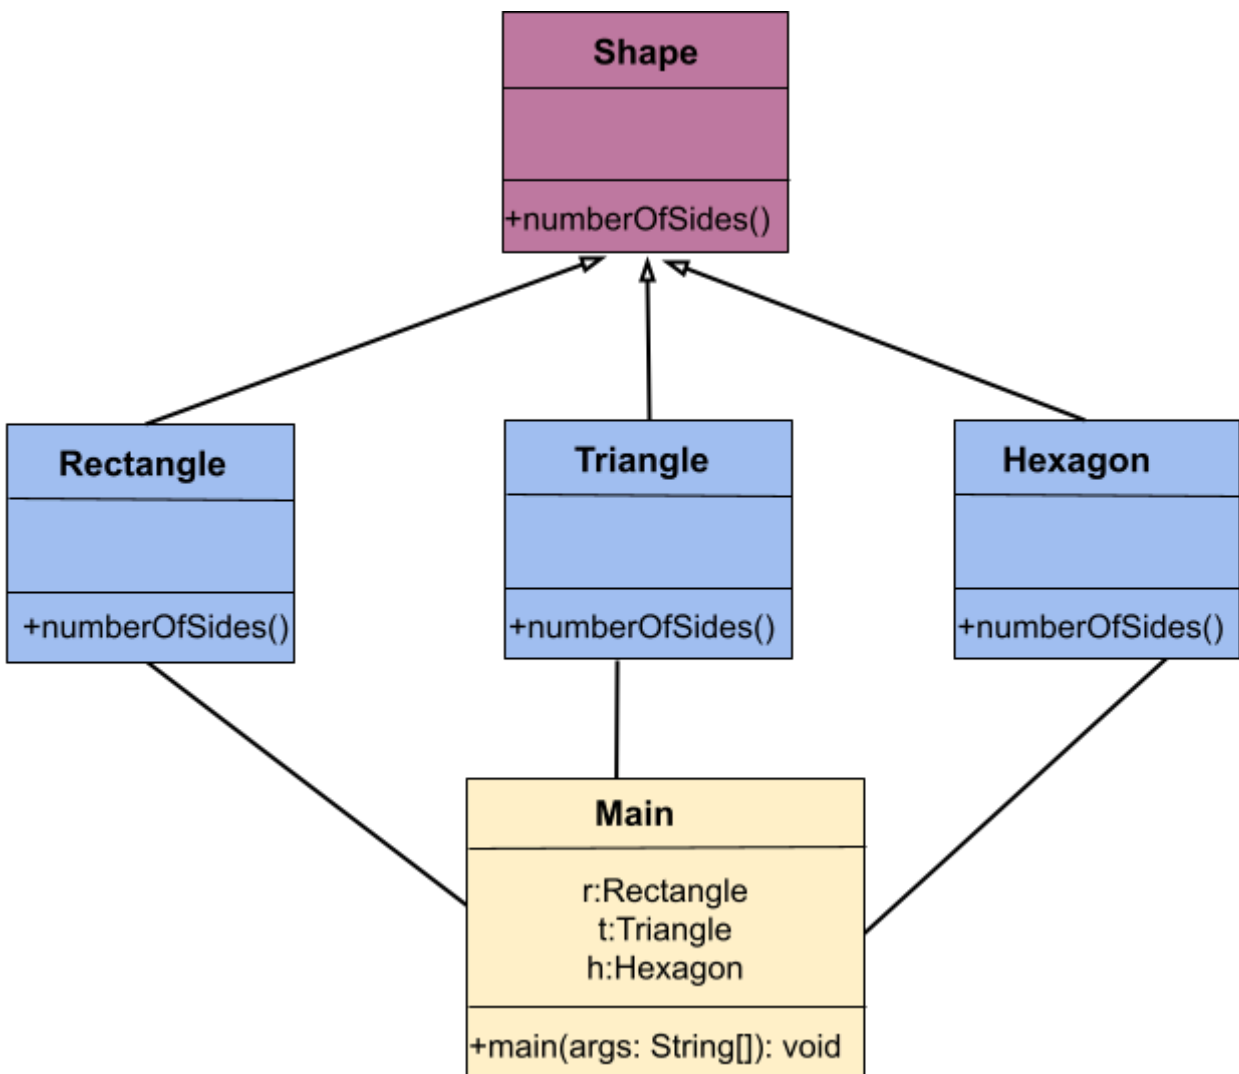 Shape
+numberOfSides()
Rectangle
+numberOfSides()
Triangle
+numberOfSides()
Hexagon
+numberOfSides()
Main
r:Rectangle
t:Triangle
h:Hexagon
+main(args: String[]): void